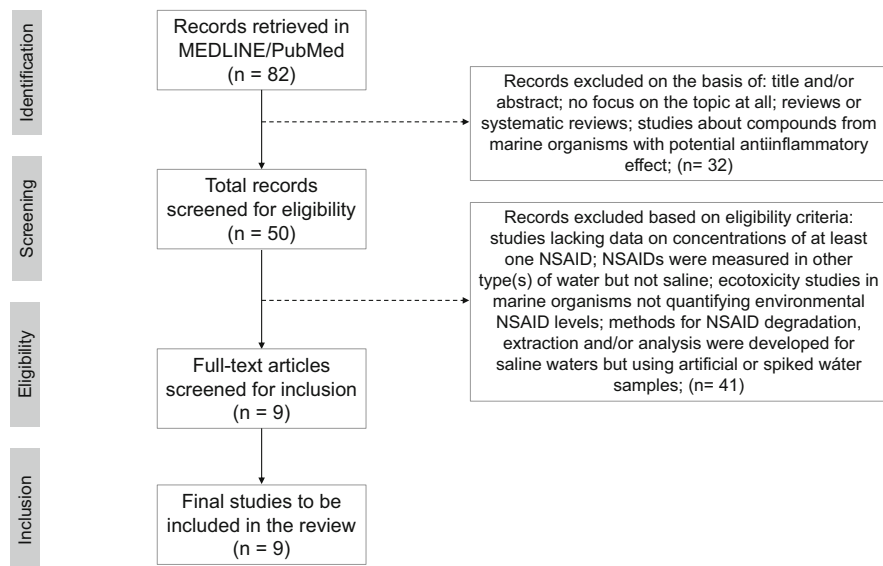 Identification
Records retrieved in
MEDLINE/PubMed
(n = 82)
Records excluded on the basis of: title and/or
abstract; no focus on the topic at all; reviews or
systematic reviews; studies about compounds from
marine organisms with potential antiinflammatory
effect; (n= 32)
Screening
Total records
screened for eligibility
(n = 50)
Records excluded based on eligibility criteria:
studies lacking data on concentrations of at least
one NSAID; NSAIDs were measured in other
type(s) of water but not saline; ecotoxicity studies in
marine organisms not quantifying environmental
NSAID levels; methods for NSAID degradation,
extraction and/or analysis were developed for
saline waters but using artificial or spiked wáter
samples; (n= 41)
Eligibility
Full-text articles
screened for inclusion
(n = 9)
Inclusion
Final studies to be
included in the review
(n = 9)